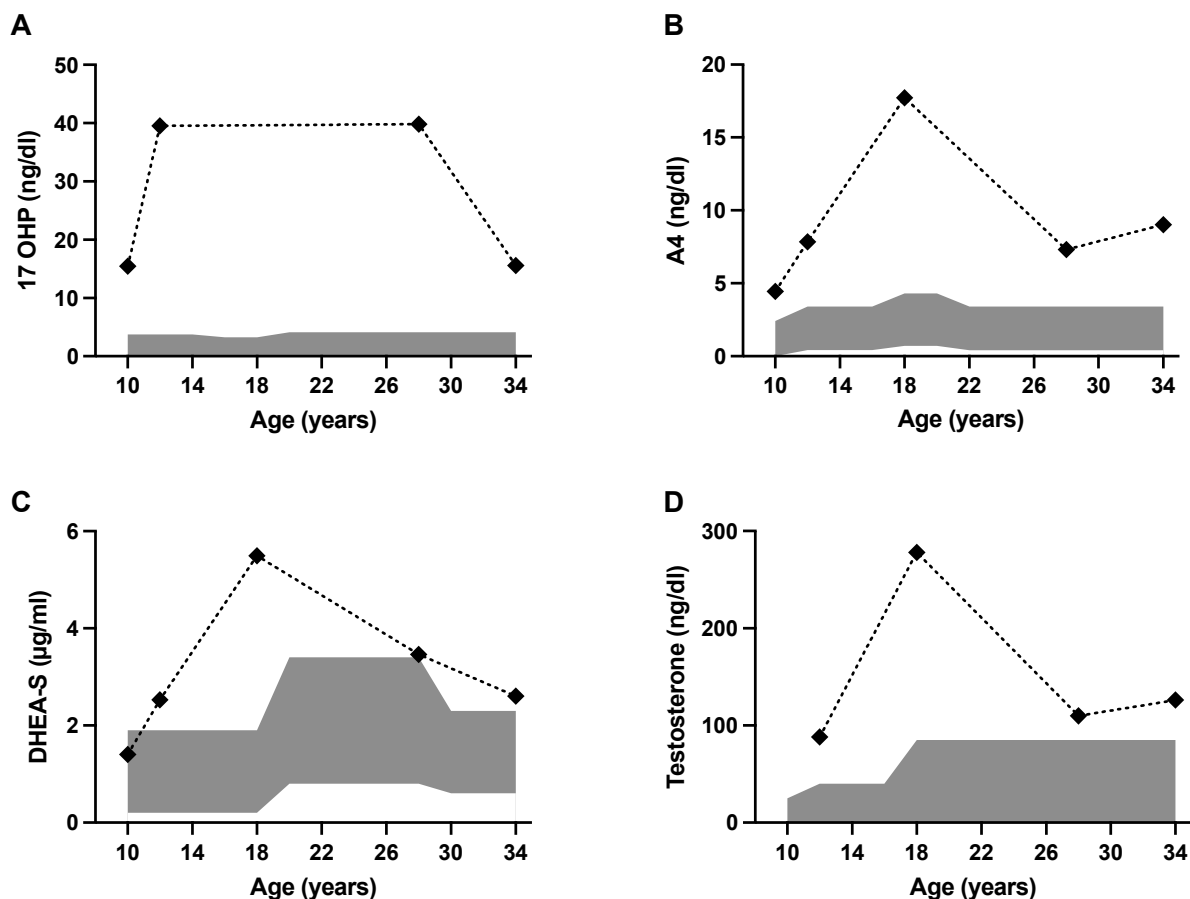 A
17 OHP (ng/dl)
50
40
30
20
10
0
10 14 18 22 26 30 34
Age (years)
B
A4 (ng/dl)
20
15
10
5
0
10 14 18 22 26 30 34
Age (years)
C
DHEA-S (µg/ml)
6
4
2
0
10 14 18 22 26 30 34
Age (years)
D
Testosterone (ng/dl)
300
200
100
0
10 14 18 22 26 30 34
Age (years)